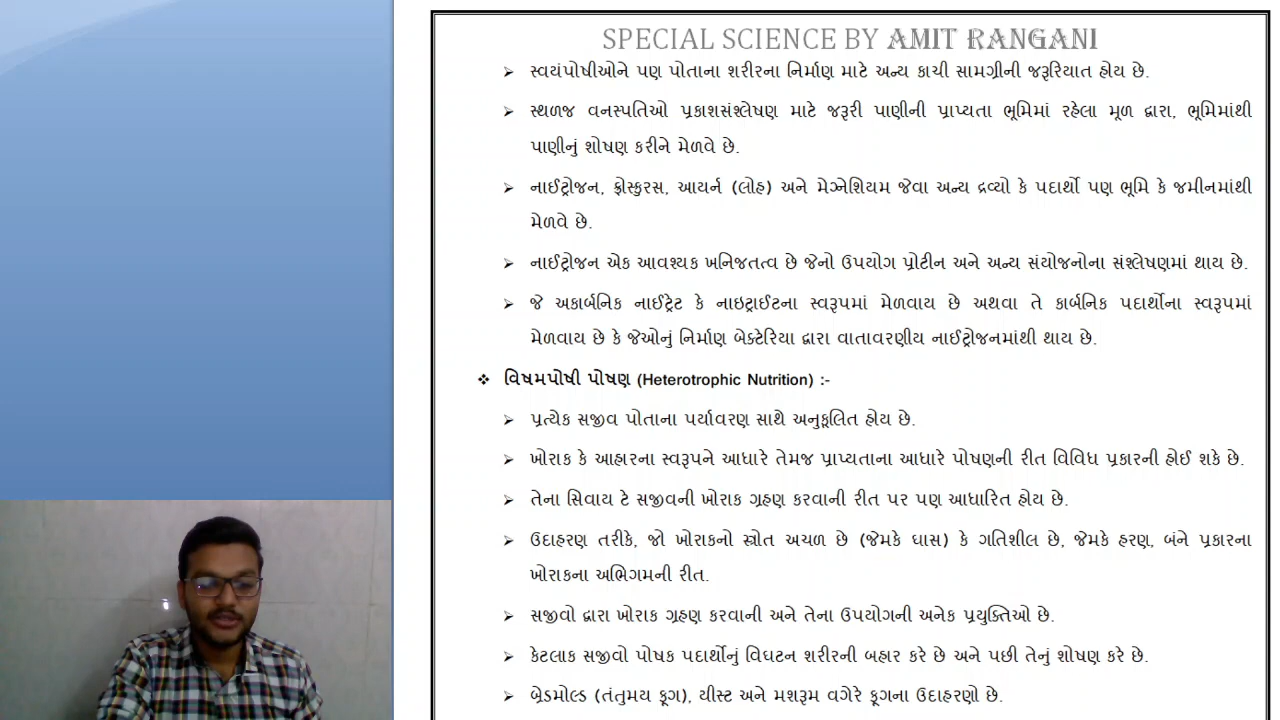 SPECIAL SCIENCE BY AMIT RANGANI
➢ સ્વયંપોષીઓને પણ પોતાના શરીરના નિર્માણ માટે અન્ય કાચી સામગ્રીની જરૂરિયાત હોય છે.
➢ સ્થળજ વનસ્પતિઓ પ્રકાશસંશ્લેષણ માટે જરૂરી પાણીની પ્રાપ્યતા ભૂમિમાં રહેલા મૂળ દ્વારા, ભૂમિમાંથી
પાણીનું શોષણ કરીને મેળવે છે.
➢ નાઈટ્રોજન, ફ્રોસ્કુરસ, આયર્ન (લોહ) અને મેગ્નેશિયમ જેવા અન્ય દ્રવ્યો કે પદાર્થો પણ ભૂમિ કે જમીનમાંથી
મેળવે છે.
➢ નાઈટ્રોજન એક આવશ્યક ખનિજતત્વ છે જેનો ઉપયોગ પ્રોટીન અને અન્ય સંયોજનોના સંશ્લેષણમાં થાય છે.
➢ જે અકાર્બનિક નાઈટ્રેટ કે નાઇટ્રાઈટના સ્વરૂપમાં મેળવાય છે અથવા તે કાર્બનિક પદાર્થોના સ્વરૂપમાં
મેળવાય છે કે જેઓનું નિર્માણ બેક્ટેરિયા દ્વારા વાતાવરણીય નાઈટ્રોજનમાંથી થાય છે.
❖ વિષમપોષી પોષણ (Heterotrophic Nutrition) :-
➢ પ્રત્યેક સજીવ પોતાના પર્યાવરણ સાથે અનુકૂલિત હોય છે.
➢ ખોરાક કે આહારના સ્વરૂપને આધારે તેમજ પ્રાપ્યતાના આધારે પોષણની રીત વિવિધ પ્રકારની હોઈ શકે છે.
➢ તેના સિવાય ટે સજીવની ખોરાક ગ્રહણ કરવાની રીત પર પણ આધારિત હોય છે.
➢ ઉદાહરણ તરીકે, જો ખોરાકનો સ્ત્રોત અચળ છે (જેમકે ઘાસ) કે ગતિશીલ છે, જેમકે હરણ, બંને પ્રકારના
ખોરાકના અભિગમની રીત.
➢ સજીવો દ્વારા ખોરાક ગ્રહણ કરવાની અને તેના ઉપયોગની અનેક પ્રયુક્તિઓ છે.
➢ કેટલાક સજીવો પોષક પદાર્થોનું વિઘટન શરીરની બહાર કરે છે અને પછી તેનું શોષણ કરે છે.
➢ બ્રેડમોલ્ડ (તંતુમય ફૂગ), યીસ્ટ અને મશરૂમ વગેરે ફૂગના ઉદાહરણો છે.